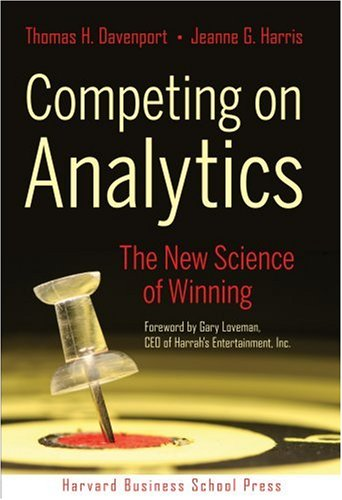 Thomas H. Davenport • Jeanne G. Harris
Competing on
Analytics
The New Science
of Winning
Foreword by Gary Loveman,
CEO of Harrah's Entertainment, Inc.
Harvard Business School Press